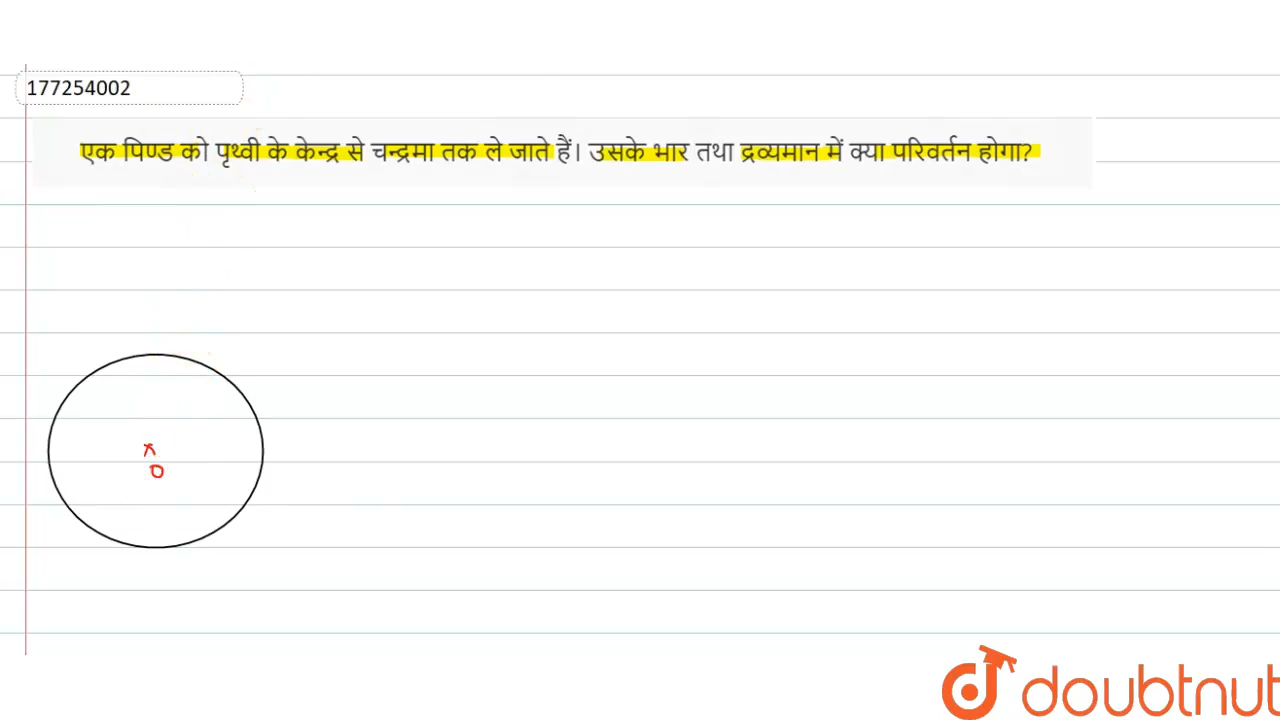 177254002
एक पिण्ड को पृथ्वी के केन्द्र से चन्द्रमा तक ले जाते हैं। उसके भार तथा द्रव्यमान में क्या परिवर्तन होगा?
x
O
doubtnut